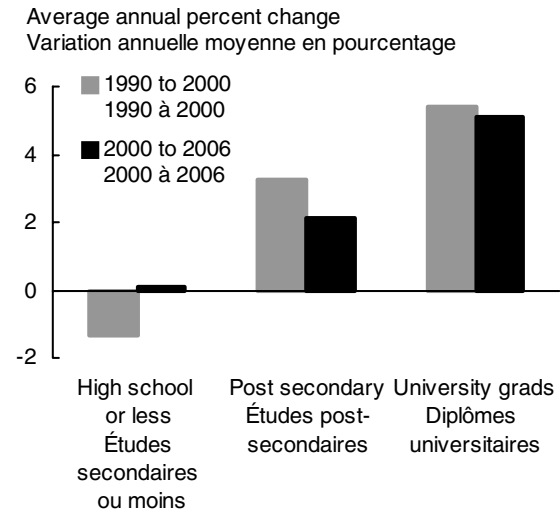 Average annual percent change
Variation annuelle moyenne en pourcentage
6
4
2
0
-2
1990 to 2000
1990 à 2000
2000 to 2006
2000 à 2006
High school
or less
Études
secondaires
ou moins
Post secondary
Études post-
secondaires
University grads
Diplômes
universitaires